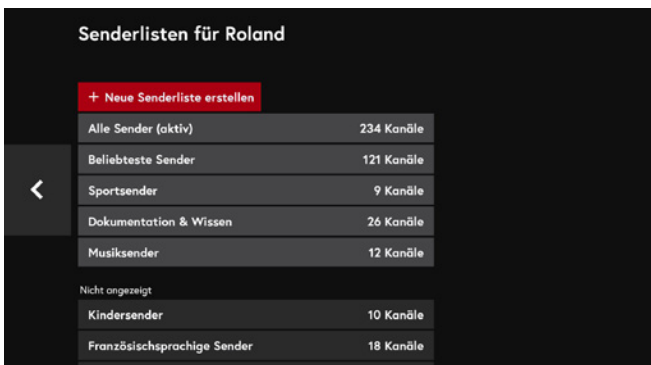 Senderlisten für Roland
+ Neue Senderliste erstellen
Alle Sender (aktiv) 234 Kanäle
Beliebteste Sender 121 Kanäle
Sportsender 9 Kanäle
Dokumentation & Wissen 26 Kanäle
Musiksender 12 Kanäle
Nicht angezeigt
Kindersender 10 Kanäle
Französischsprachige Sender 18 Kanäle